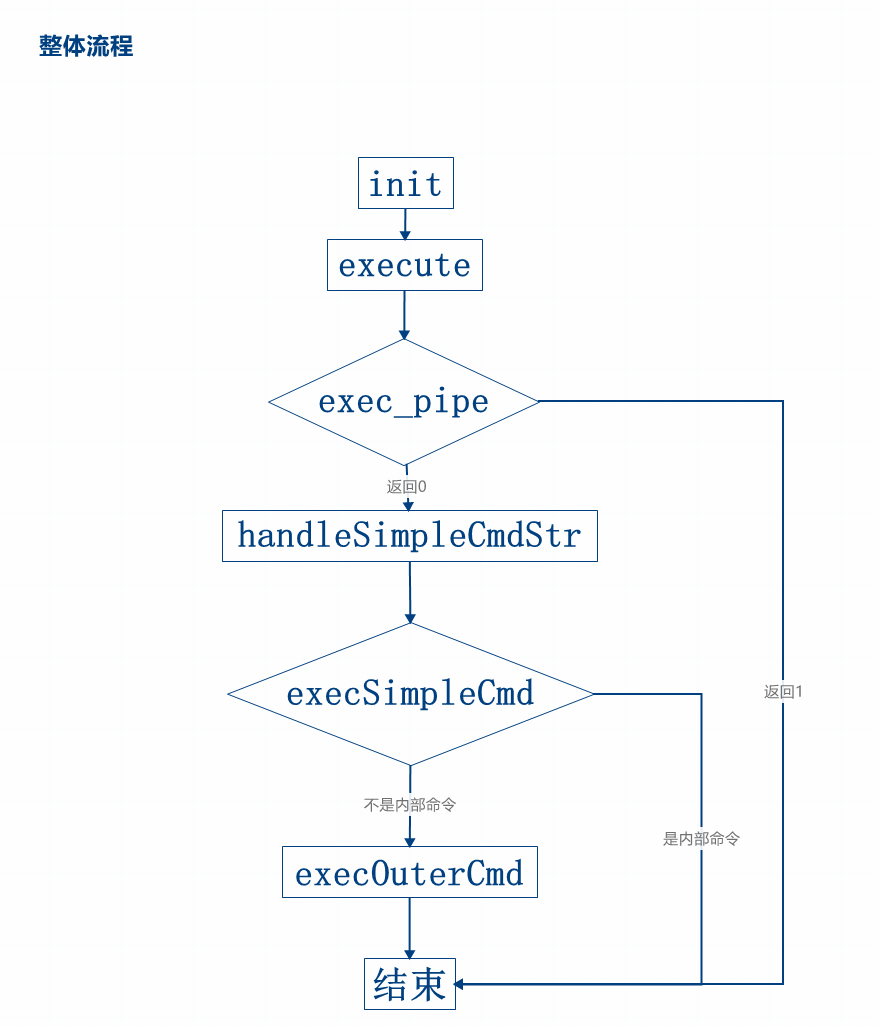 整体流程
init
execute
exec_pipe
返回0
handleSimpleCmdStr
execSimpleCmd
返回1
不是内部命令
是内部命令
execOuterCmd
结束